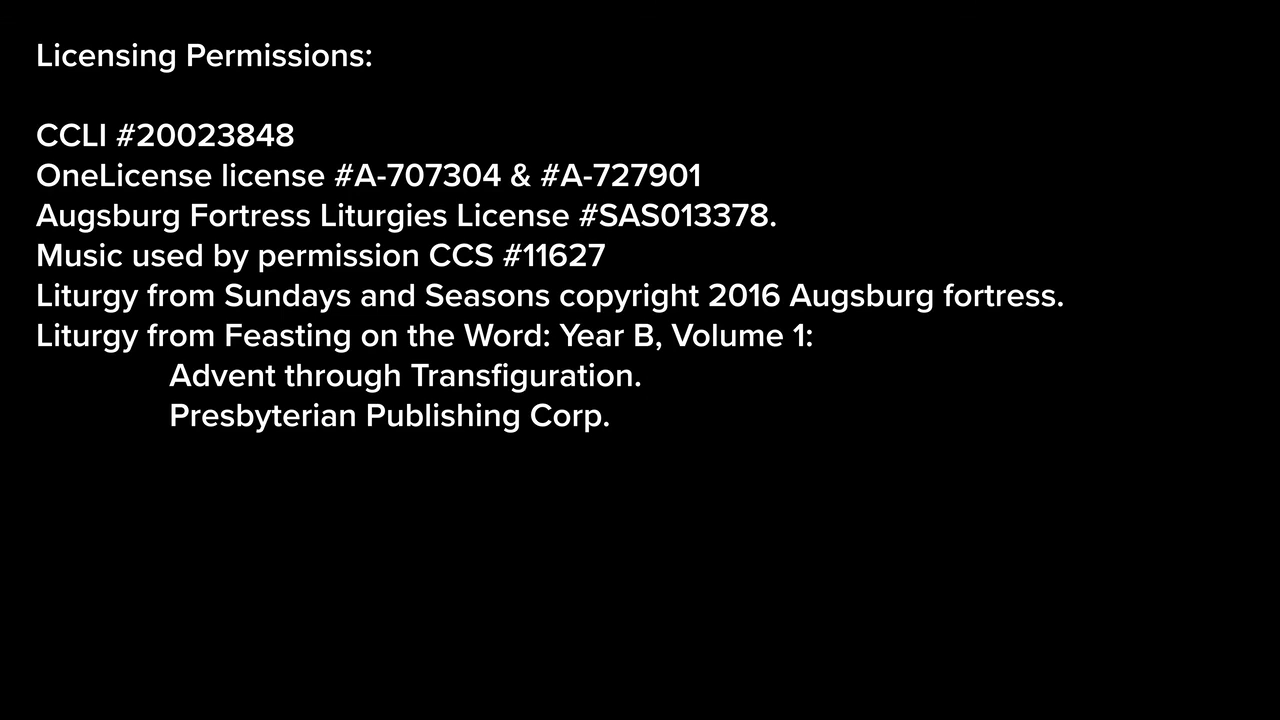 Licensing Permissions:
CCLI #20023848
OneLicense license #A-707304 & #A-727901
Augsburg Fortress Liturgies License #SAS013378.
Music used by permission CCS #11627
Liturgy from Sundays and Seasons copyright 2016 Augsburg fortress.
Liturgy from Feasting on the Word: Year B, Volume 1:
Advent through Transfiguration.
Presbyterian Publishing Corp.